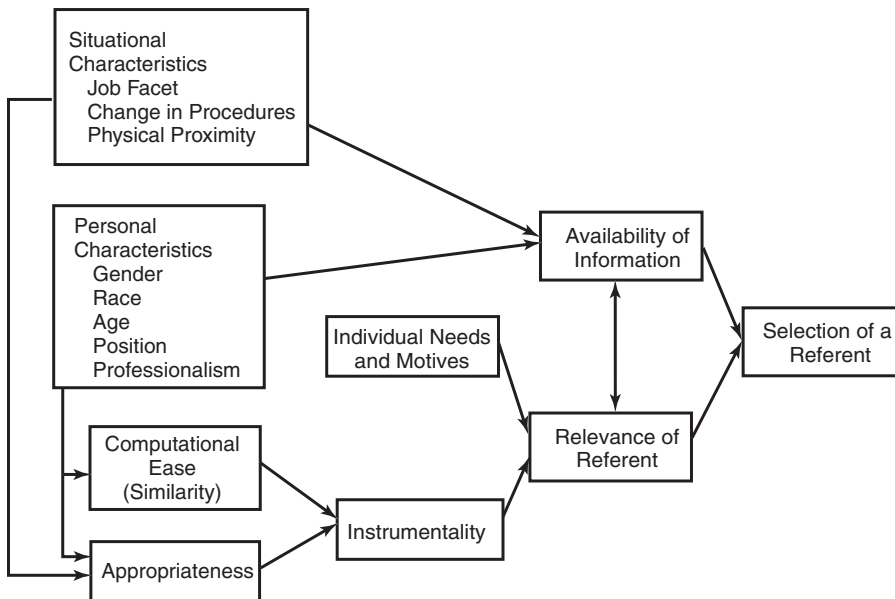 Situational
Characteristics
Job Facet
Change in Procedures
Physical Proximity
Personal
Characteristics
Gender
Race
Age
Position
Professionalism
Availability of
Information
Individual Needs
and Motives
Selection of a
Referent
Computational
Ease
(Similarity)
Relevance of
Referent
Instrumentality
Appropriateness